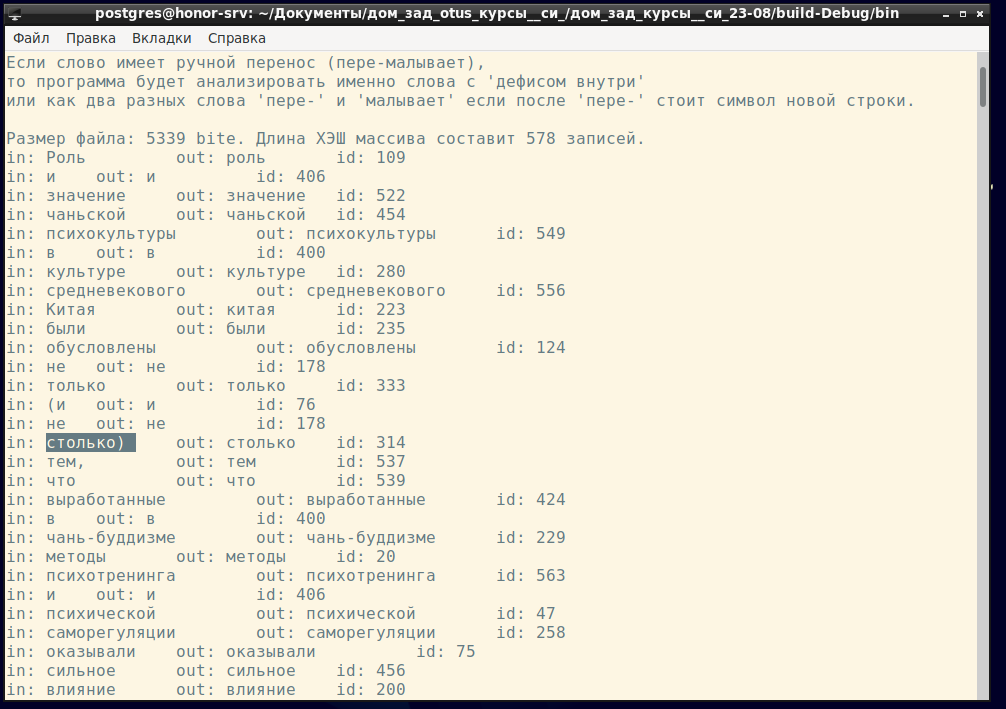 postgres@honor-srv: ~/Документы/дом_зад_otus_курсы__си_/дом_зад_курсы__си_23-08/build-Debug/bin
Файл Правка Вкладки Справка
Если слово имеет ручной перенос (пере-малывает),
то программа будет анализировать именно слова с 'дефисом внутри'
или как два разных слова 'пере-' и 'малывает' если после 'пере-' стоит символ новой строки.
Размер файла: 5339 bite. Длина ХЭШ массива составит 578 записей.
in: Роль out: роль id: 109
in: и out: и id: 406
in: значение out: значение id: 522
in: чаньской out: чаньской id: 454
in: психокультуры out: психокультуры id: 549
in: в out: в id: 400
in: культуре out: культуре id: 280
in: средневекового out: средневекового id: 556
in: Китая out: китая id: 223
in: были out: были id: 235
in: обусловлены out: обусловлены id: 124
in: не out: не id: 178
in: только out: только id: 333
in: (и out: и id: 76
in: не out: не id: 178
in: столько) out: столько id: 314
in: тем, out: тем id: 537
in: что out: что id: 539
in: выработанные out: выработанные id: 424
in: в out: в id: 400
in: чань-буддизме out: чань-буддизме id: 229
in: методы out: методы id: 20
in: психотренинга out: психотренинга id: 563
in: и out: и id: 406
in: психической out: психической id: 47
in: саморегуляции out: саморегуляции id: 258
in: оказывали out: оказывали id: 75
in: сильное out: сильное id: 456
in: влияние out: влияние id: 200